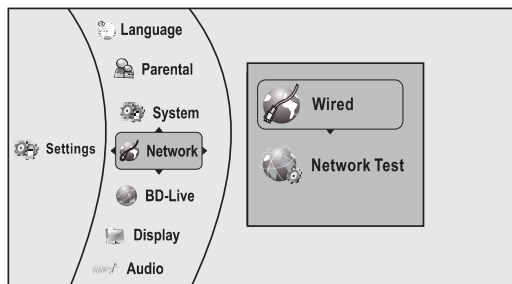 Language
Parental
System
Settings
Network
BD-Live
Display
Audio
Wired
Network Test